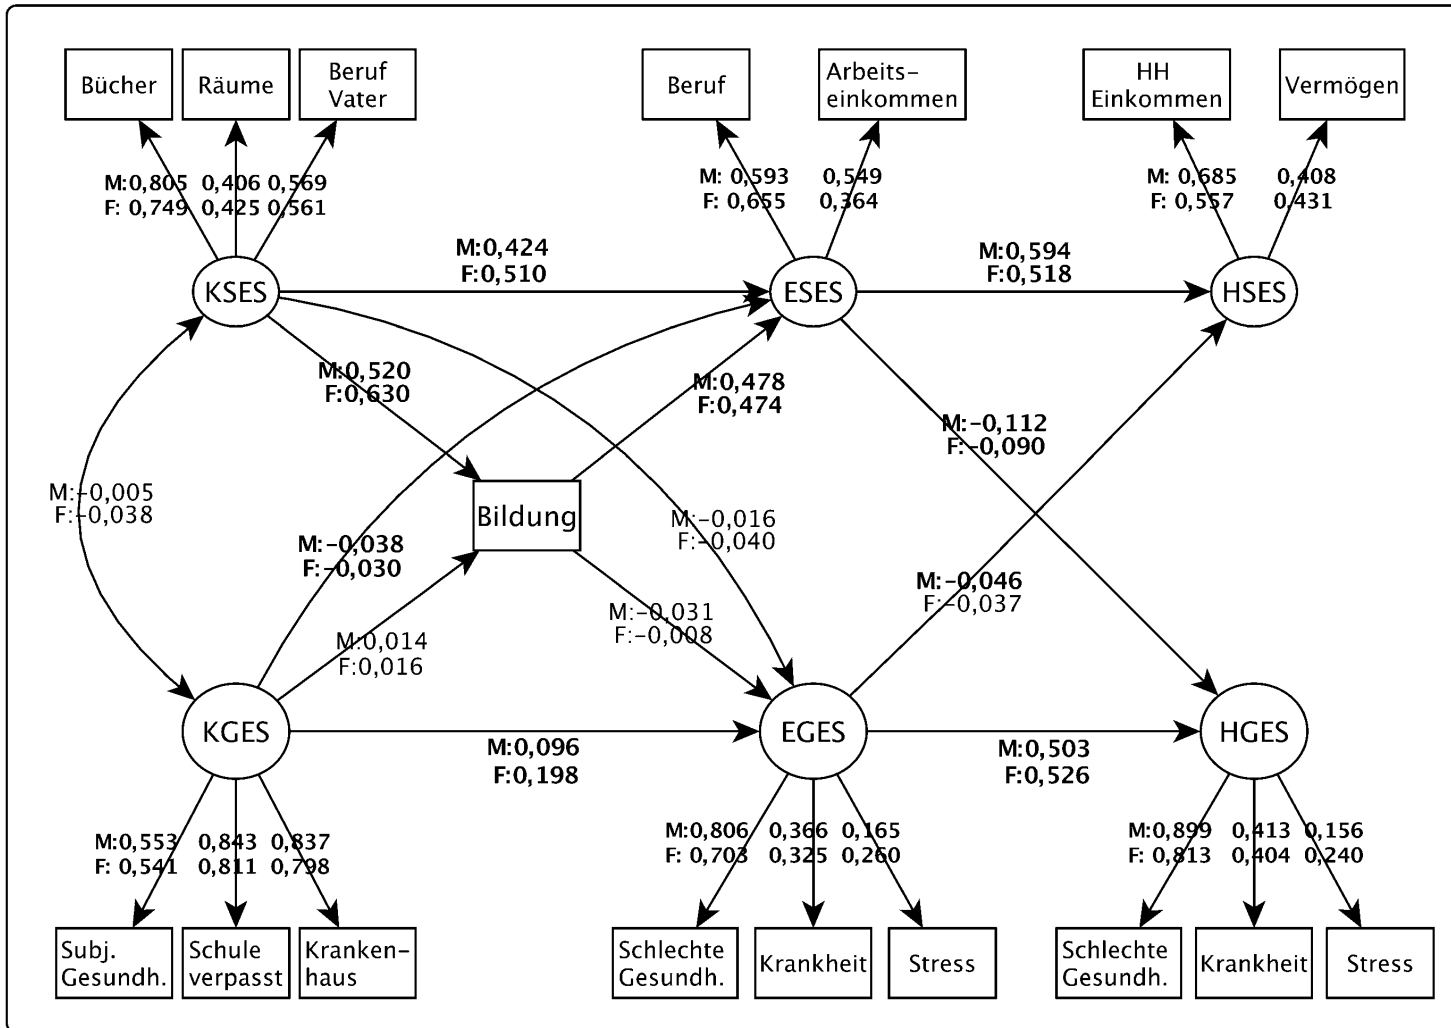 Bücher
Räume
Beruf
Vater
Beruf
Arbeits-
einkommen
HH
Einkommen
Vermögen
M:0,805 0,406 0,569
F: 0,749 0,425 0,561
M: 0,593 0,549
F: 0,655 0,364
M: 0,685 0,408
F: 0,557 0,431
KSES
M:0,424
F:0,510
ESES
M:0,594
F:0,518
HSES
M:0,520
F:0,630
M:0,478
F:0,474
M:-0,112
F:-0,090
M:-0,005
F:-0,038
Bildung
M:-0,016
F:-0,040
M:-0,038
F:-0,030
M:-0,046
F:-0,037
M:0,014
F:0,016
M:-0,031
F:-0,008
KGES
M:0,096
F:0,198
EGES
M:0,503
F:0,526
HGES
M:0,553 0,843 0,837
F: 0,541 0,811 0,798
M:0,806 0,366 0,165
F: 0,703 0,325 0,260
M:0,899 0,413 0,156
F: 0,813 0,404 0,240
Subj.
Gesundh.
Schule
verpasst
Kranken-
haus
Schlechte
Gesundh.
Krankheit
Stress
Schlechte
Gesundh.
Krankheit
Stress